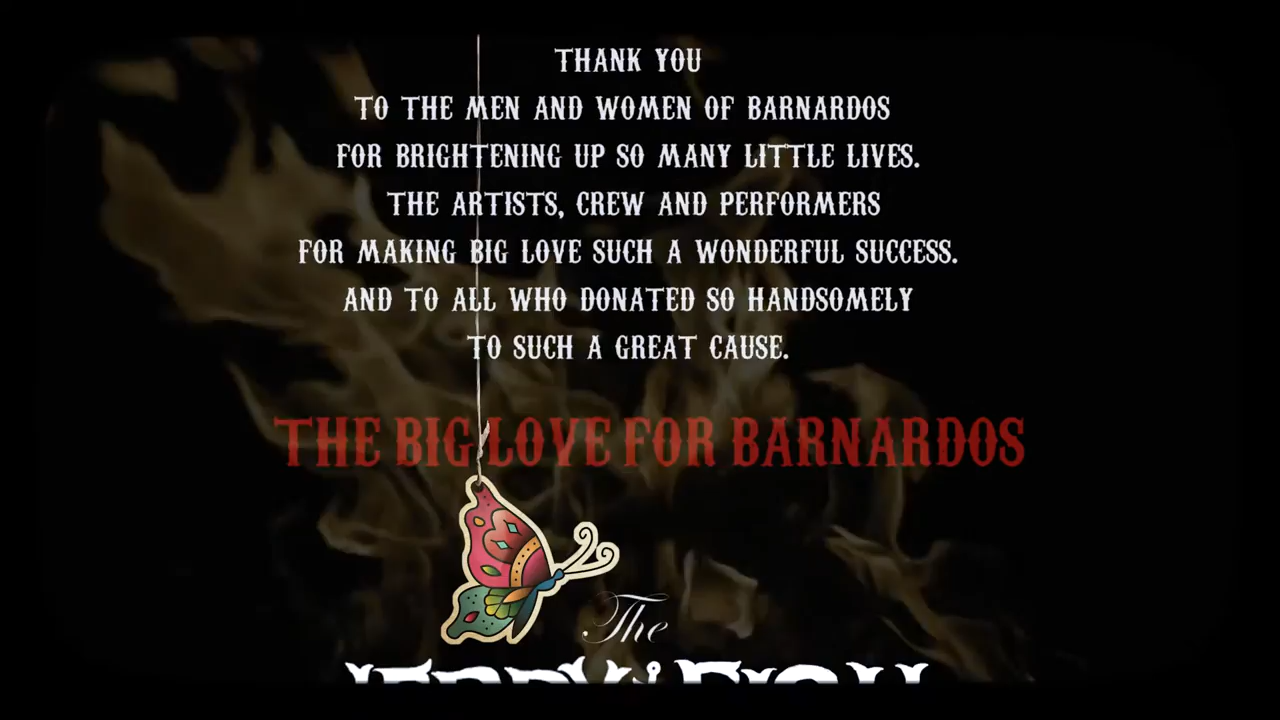 THANK YOU
TO THE MEN AND WOMEN OF BARNARDOS
FOR BRIGHTENING UP SO MANY LITTLE LIVES.
THE ARTISTS, CREW AND PERFORMERS
FOR MAKING BIG LOVE SUCH A WONDERFUL SUCCESS.
AND TO ALL WHO DONATED SO HANDSOMELY
TO SUCH A GREAT CAUSE.
THE BIG LOVE FOR BARNARDOS
The